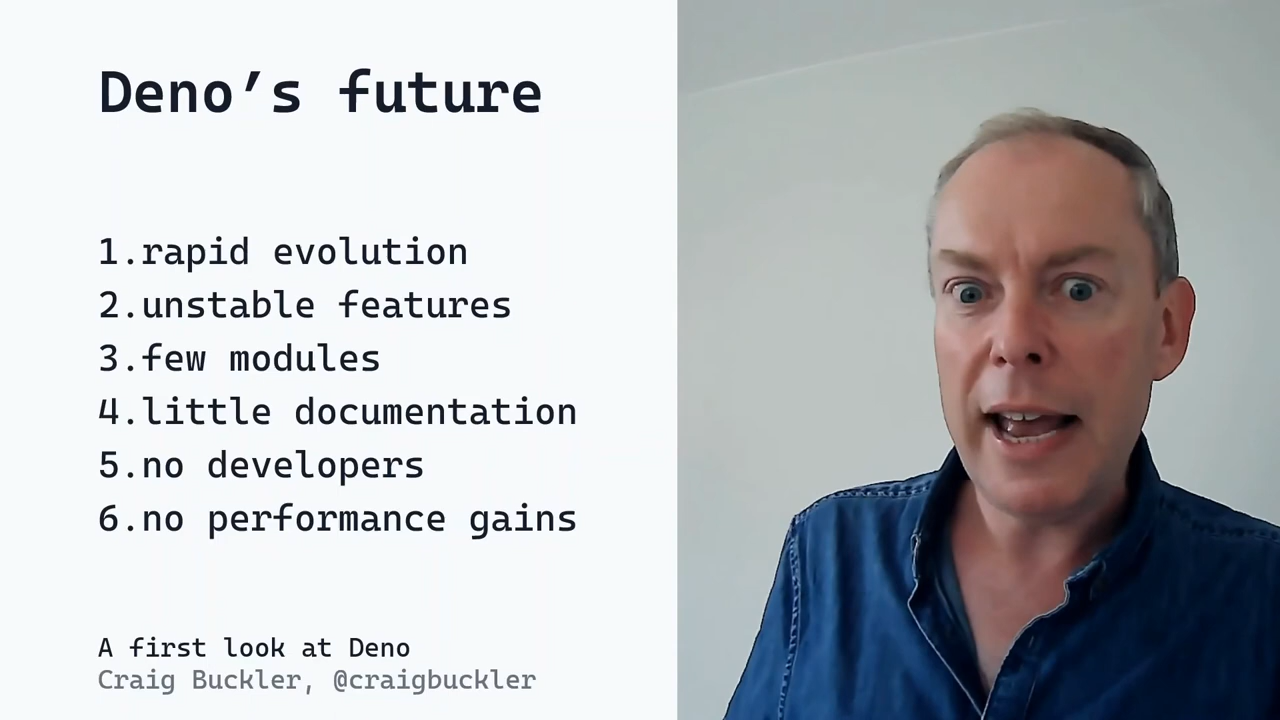 Deno’s future
1.rapid evolution
2.unstable features
3.few modules
4.little documentation
5.no developers
6.no performance gains
A first look at Deno
Craig Buckler, @craigbuckler